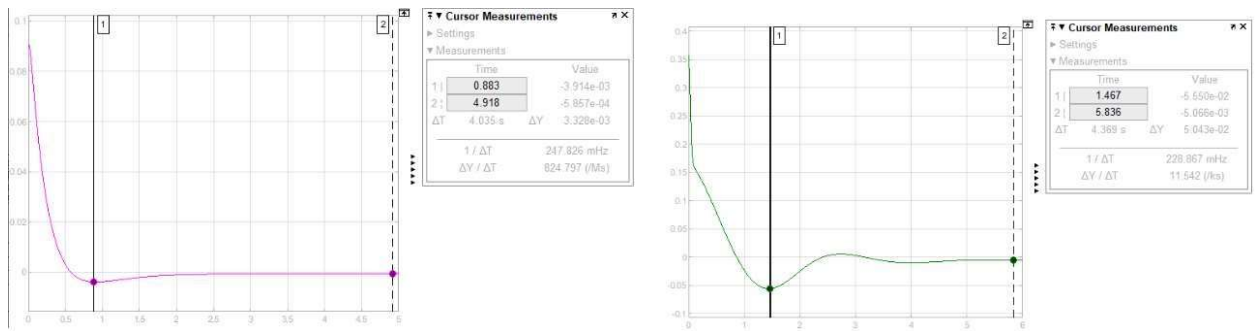 0.1
0.08
0.06
0.04
0.02
0
0 0.5 1 1.5 2 2.5 3 3.5 4 4.5 5
1
2
Cursor Measurements
Settings
Measurements
Time Value
1 0.883 -3.914e-03
2 4.918 -5.857e-04
ΔT 4.035 s ΔY 3.328e-03
1 / ΔT 247.826 mHz
ΔY / ΔT 824.797 (/Ms)
0.4
0.35
0.3
0.25
0.2
0.15
0.1
0.05
0
-0.05
-0.1
0 1 2 3 4 5 6
1
2
Cursor Measurements
Settings
Measurements
Time Value
1 1.467 -5.550e-02
2 5.836 -5.066e-03
ΔT 4.369 s ΔY 5.043e-02
1 / ΔT 228.867 mHz
ΔY / ΔT 11.542 (/ks)